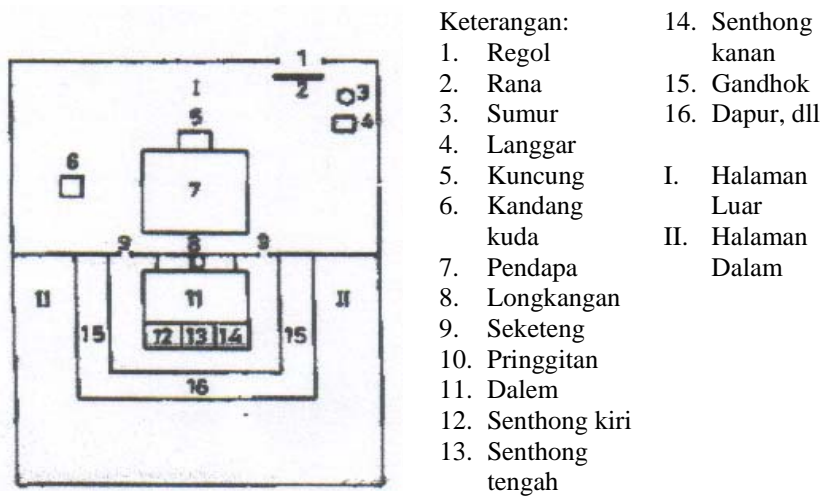 1
I
2
3
5
4
6
7
9
8
9
II
11
II
15
12 13 14
15
16
Keterangan:
1. Regol
2. Rana
3. Sumur
4. Langgar
5. Kuncung
6. Kandang
kuda
7. Pendapa
8. Longkangan
9. Seketeng
10. Pringgitan
11. Dalem
12. Senthong kiri
13. Senthong
tengah
14. Senthong
kanan
15. Gandhok
16. Dapur, dll
I. Halaman
Luar
II. Halaman
Dalam